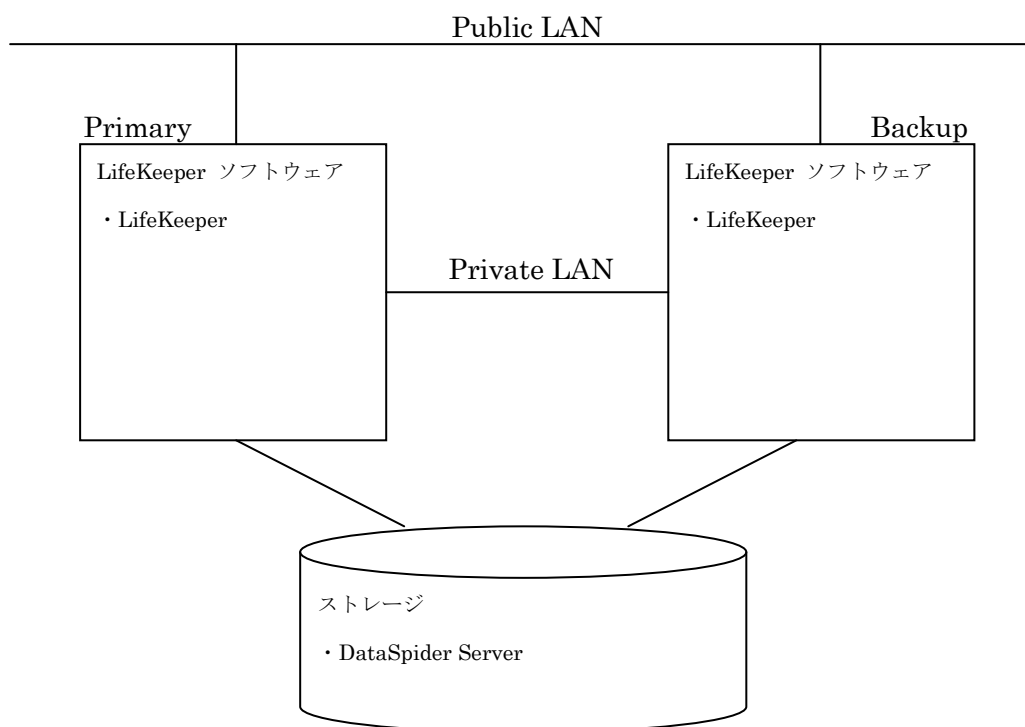 Public LAN
Primary
Backup
LifeKeeper ソフトウェア
・LifeKeeper
LifeKeeper ソフトウェア
・LifeKeeper
Private LAN
ストレージ
・DataSpider Server